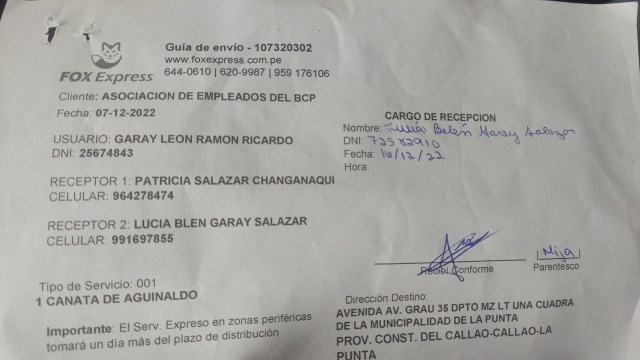 FOX Express
Guía de envio - 107320302
www.foxexpress.com.pe
644-0610 | 620-9987 | 959 176106
Cliente: ASOCIACION DE EMPLEADOS DEL BCP
Fecha: 07-12-2022
USUARIO: GARAY LEON RAMON RICARDO
DNI: 25674843
RECEPTOR 1: PATRICIA SALAZAR CHANGANAQUI
CELULAR: 964278474
RECEPTOR 2: LUCIA BLEN GARAY SALAZAR
CELULAR: 991697855
Tipo de Servicio: 001
1 CANATA DE AGUINALDO
Importante: El Serv. Expreso en zonas periféricas
tomará un día más del plazo de distribución
CARGO DE RECEPCION
Nombre: Lucia Belén Garay Salazar
DNI: 72582910
Fecha: 10/12/22
Hora:
Recibi Conforme
Hija
Parentesco
Dirección Destino:
AVENIDA AV. GRAU 35 DPTO MZ LT UNA CUADRA
DE LA MUNICIPALIDAD DE LA PUNTA
PROV. CONST. DEL CALLAO-CALLAO-LA
PUNTA